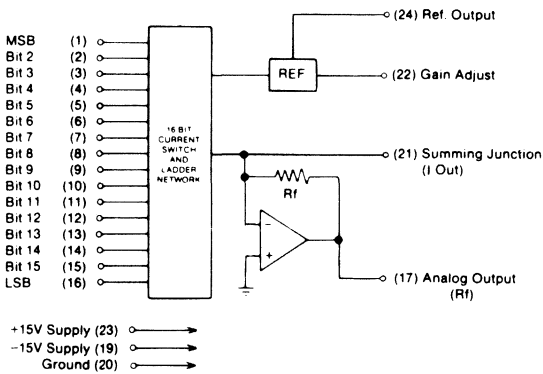 (24) Ref. Output
MSB (1)
Bit 2 (2)
Bit 3 (3)
Bit 4 (4)
Bit 5 (5)
Bit 6 (6)
Bit 7 (7)
Bit 8 (8)
Bit 9 (9)
Bit 10 (10)
Bit 11 (11)
Bit 12 (12)
Bit 13 (13)
Bit 14 (14)
Bit 15 (15)
LSB (16)
16 BIT
CURRENT
SWITCH
AND
LADDER
NETWORK
REF
(22) Gain Adjust
(21) Summing Junction
(I Out)
Rf
−
+
(17) Analog Output
(Rf)
+15V Supply (23)
−15V Supply (19)
Ground (20)